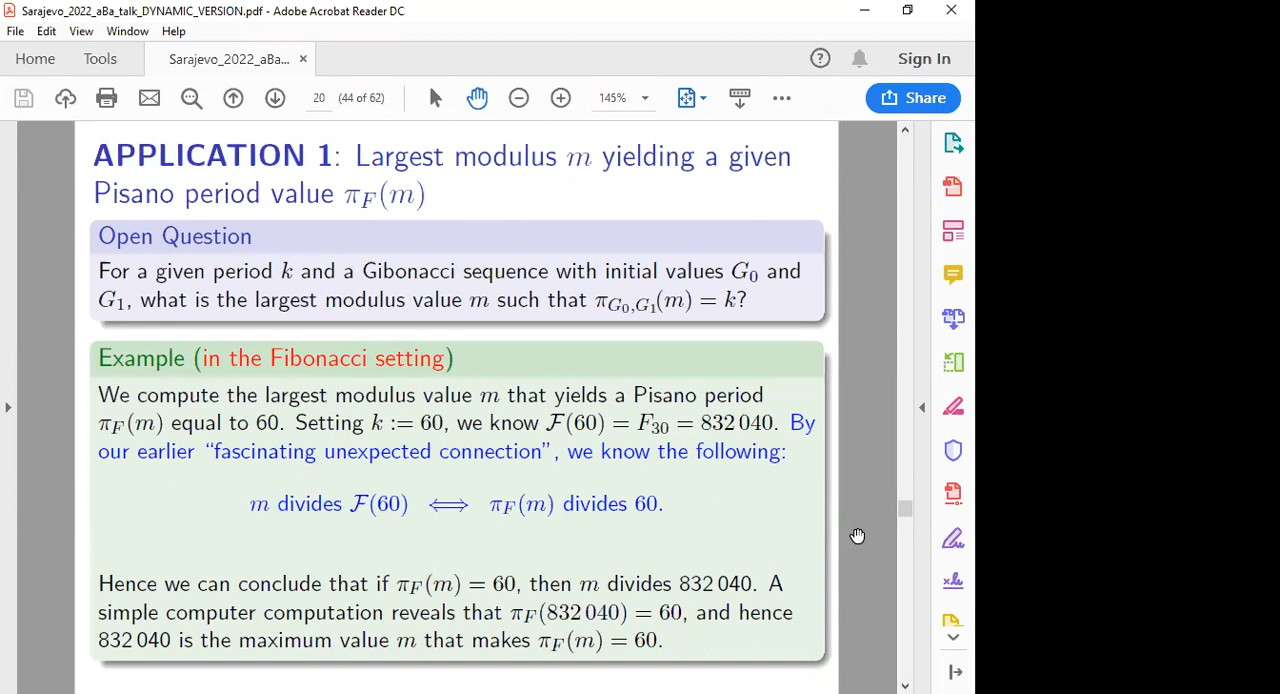 Sarajevo_2022_aBa_talk_DYNAMIC_VERSION.pdf - Adobe Acrobat Reader DC
File Edit View Window Help
Home Tools Sarajevo_2022_aBa... × Sign In
20 (44 of 62) 145% Share
APPLICATION 1: Largest modulus m yielding a given
Pisano period value π_F(m)
Open Question
For a given period k and a Gibonacci sequence with initial values G₀ and
G₁, what is the largest modulus value m such that π_{G₀,G₁}(m) = k?
Example (in the Fibonacci setting)
We compute the largest modulus value m that yields a Pisano period
π_F(m) equal to 60. Setting k := 60, we know ℱ(60) = F₃₀ = 832 040. By
our earlier “fascinating unexpected connection”, we know the following:
m divides ℱ(60) ⟺ π_F(m) divides 60.
Hence we can conclude that if π_F(m) = 60, then m divides 832 040. A
simple computer computation reveals that π_F(832 040) = 60, and hence
832 040 is the maximum value m that makes π_F(m) = 60.